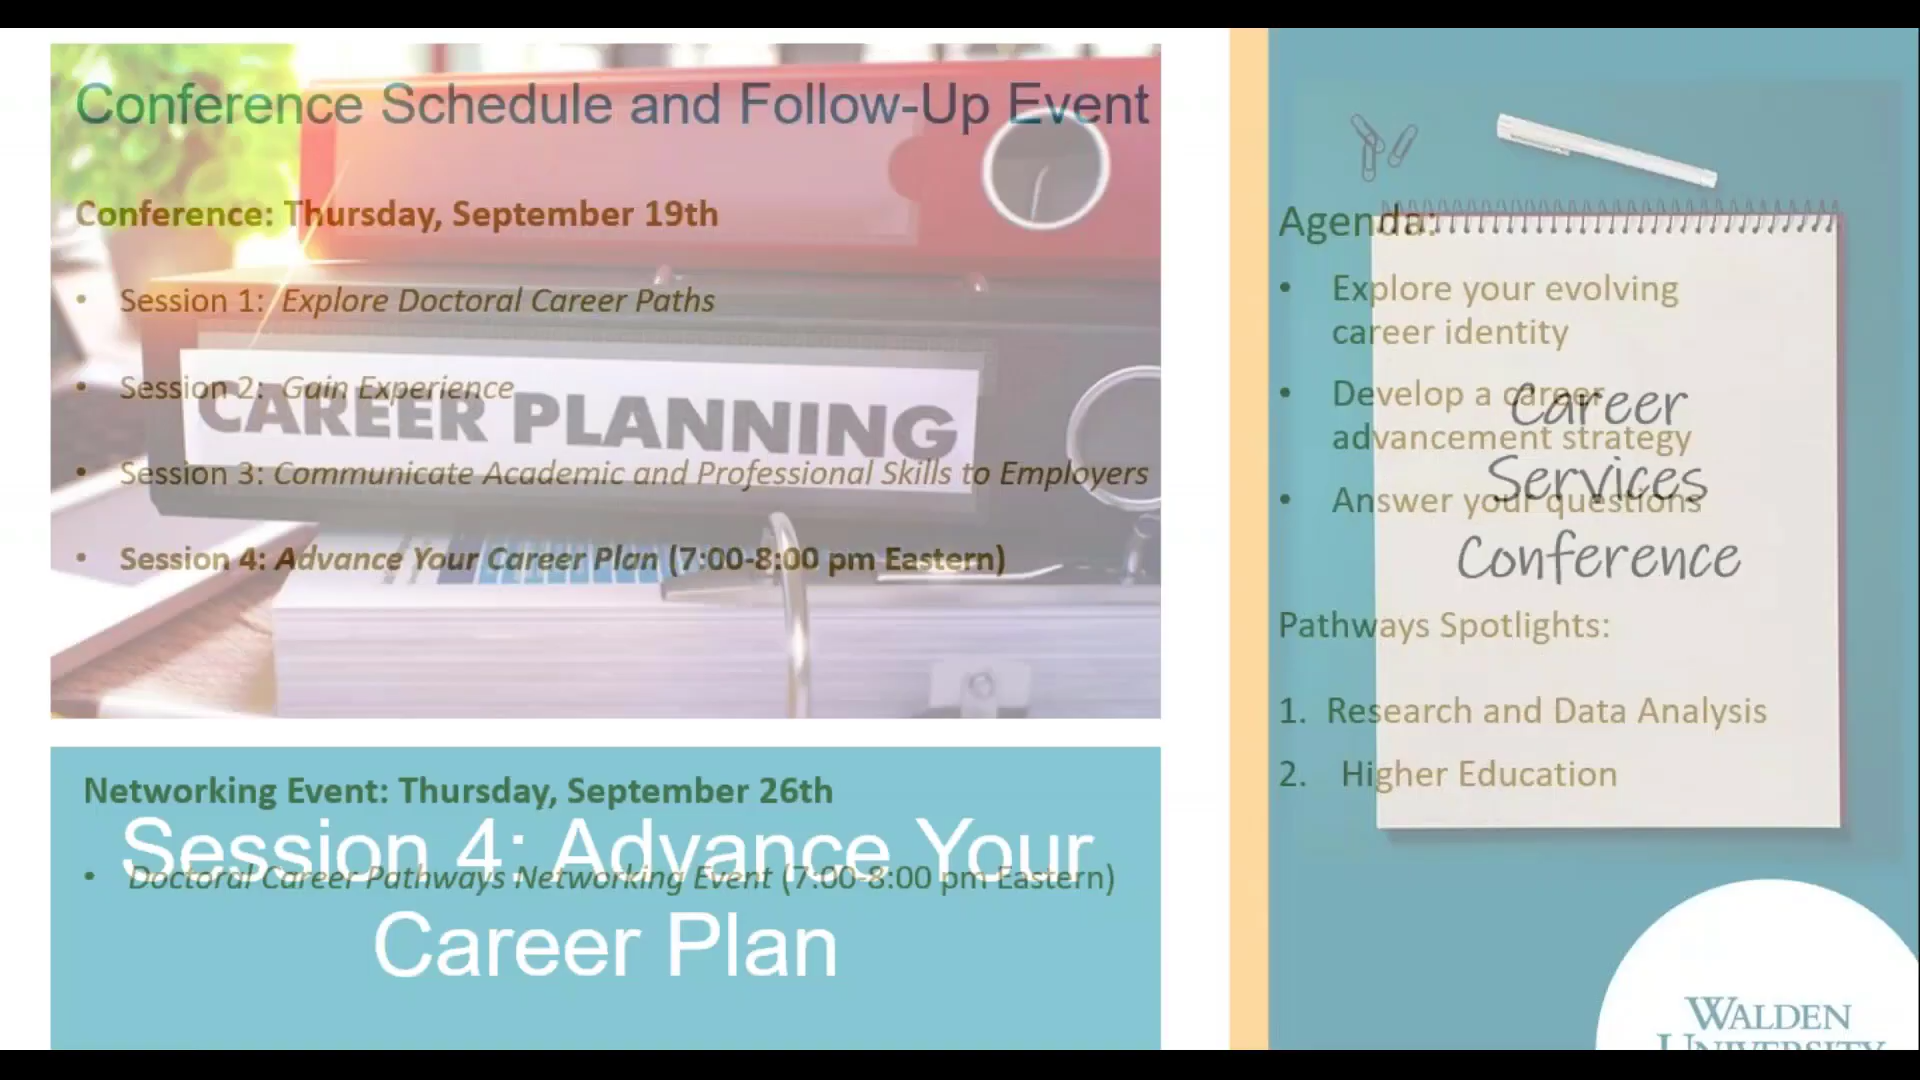 Conference Schedule and Follow-Up Event
Conference: Thursday, September 19th
• Session 1: Explore Doctoral Career Paths
• Session 2: Gain Experience
CAREER PLANNING
• Session 3: Communicate Academic and Professional Skills to Employers
• Session 4: Advance Your Career Plan (7:00-8:00 pm Eastern)
Networking Event: Thursday, September 26th
Session 4: Advance Your
• Doctoral Career Pathways Networking Event (7:00-8:00 pm Eastern)
Career Plan
Agenda:
• Explore your evolving
career identity
• Develop a career
advancement strategy
• Answer your questions
Career
Services
Conference
Pathways Spotlights:
1. Research and Data Analysis
2. Higher Education
WALDEN
UNIVERSITY